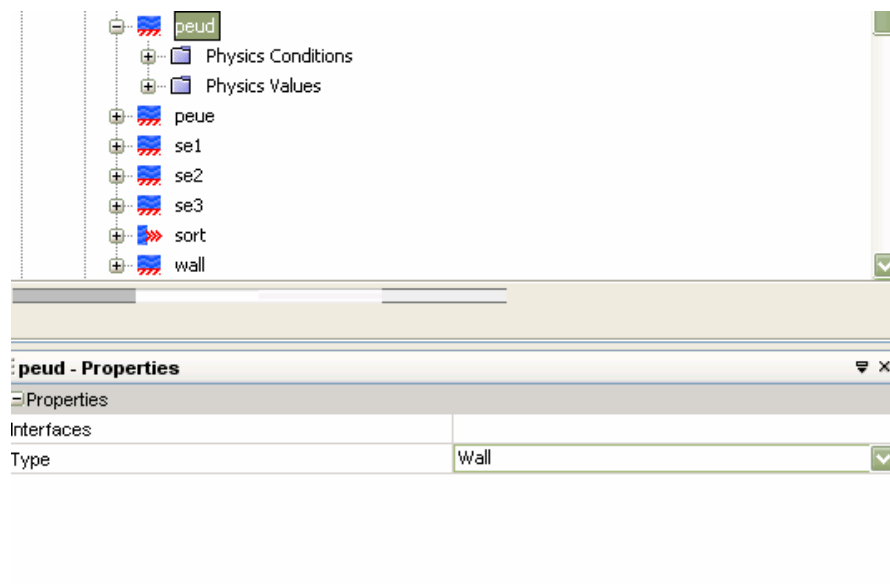 peud
Physics Conditions
Physics Values
peue
se1
se2
se3
sort
wall
peud - Properties
Properties
Interfaces
Type Wall